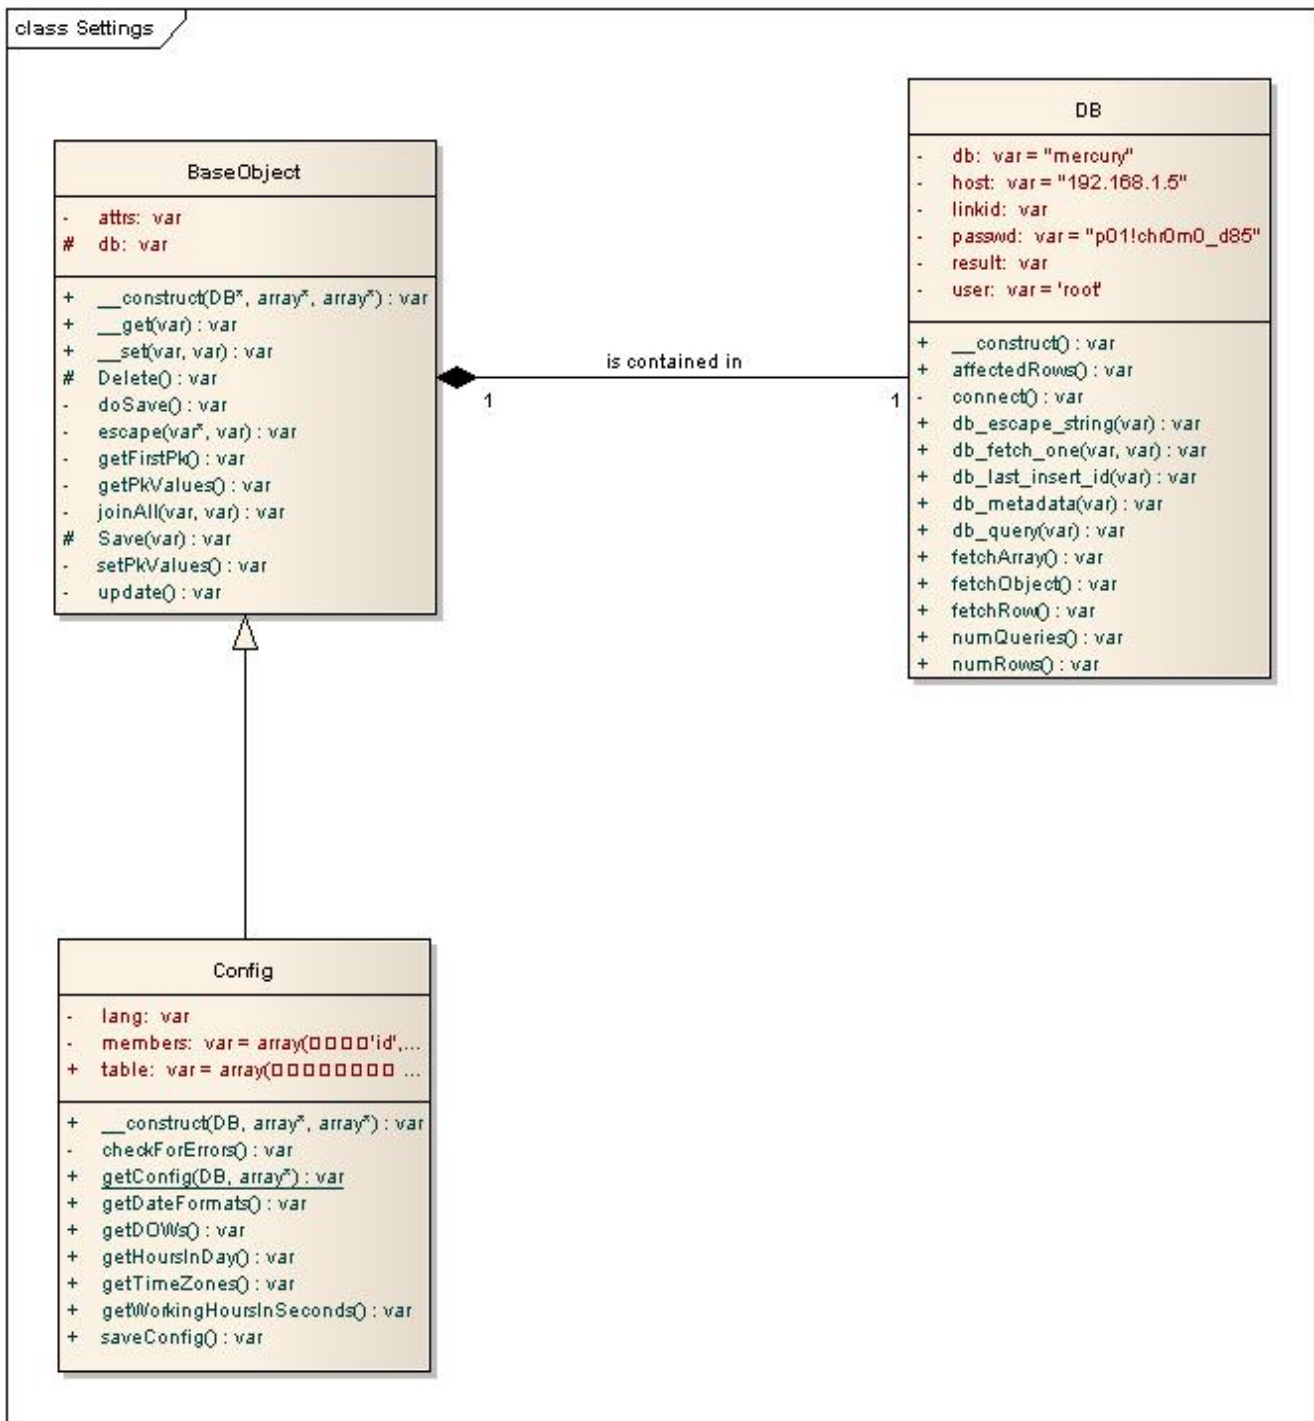 class Settings
BaseObject
- attrs: var
# db: var
+ __construct(DB*, array*, array*) : var
+ __get(var) : var
+ __set(var, var) : var
# Delete() : var
- doSave() : var
- escape(var*, var) : var
- getFirstPk() : var
- getPkValues() : var
- joinAll(var, var) : var
# Save(var) : var
- setPkValues() : var
- update() : var
is contained in
1
1
DB
- db: var = "mercury"
- host: var = "192.168.1.5"
- linkid: var
- passwd: var = "p01!chr0m0_d85"
- result: var
- user: var = 'root'
+ __construct() : var
+ affectedRows() : var
- connect() : var
+ db_escape_string(var) : var
+ db_fetch_one(var, var) : var
+ db_last_insert_id(var) : var
+ db_metadata(var) : var
+ db_query(var) : var
+ fetchArray() : var
+ fetchObject() : var
+ fetchRow() : var
+ numQueries() : var
+ numRows() : var
Config
- lang: var
- members: var = array(□□□□'id',...
+ table: var = array(□□□□□□□□ ...
+ __construct(DB, array*, array*) : var
- checkForErrors() : var
+ getConfig(DB, array*) : var
+ getDateFormats() : var
+ getDOWs() : var
+ getHoursInDay() : var
+ getTimeZones() : var
+ getWorkingHoursInSeconds() : var
+ saveConfig() : var